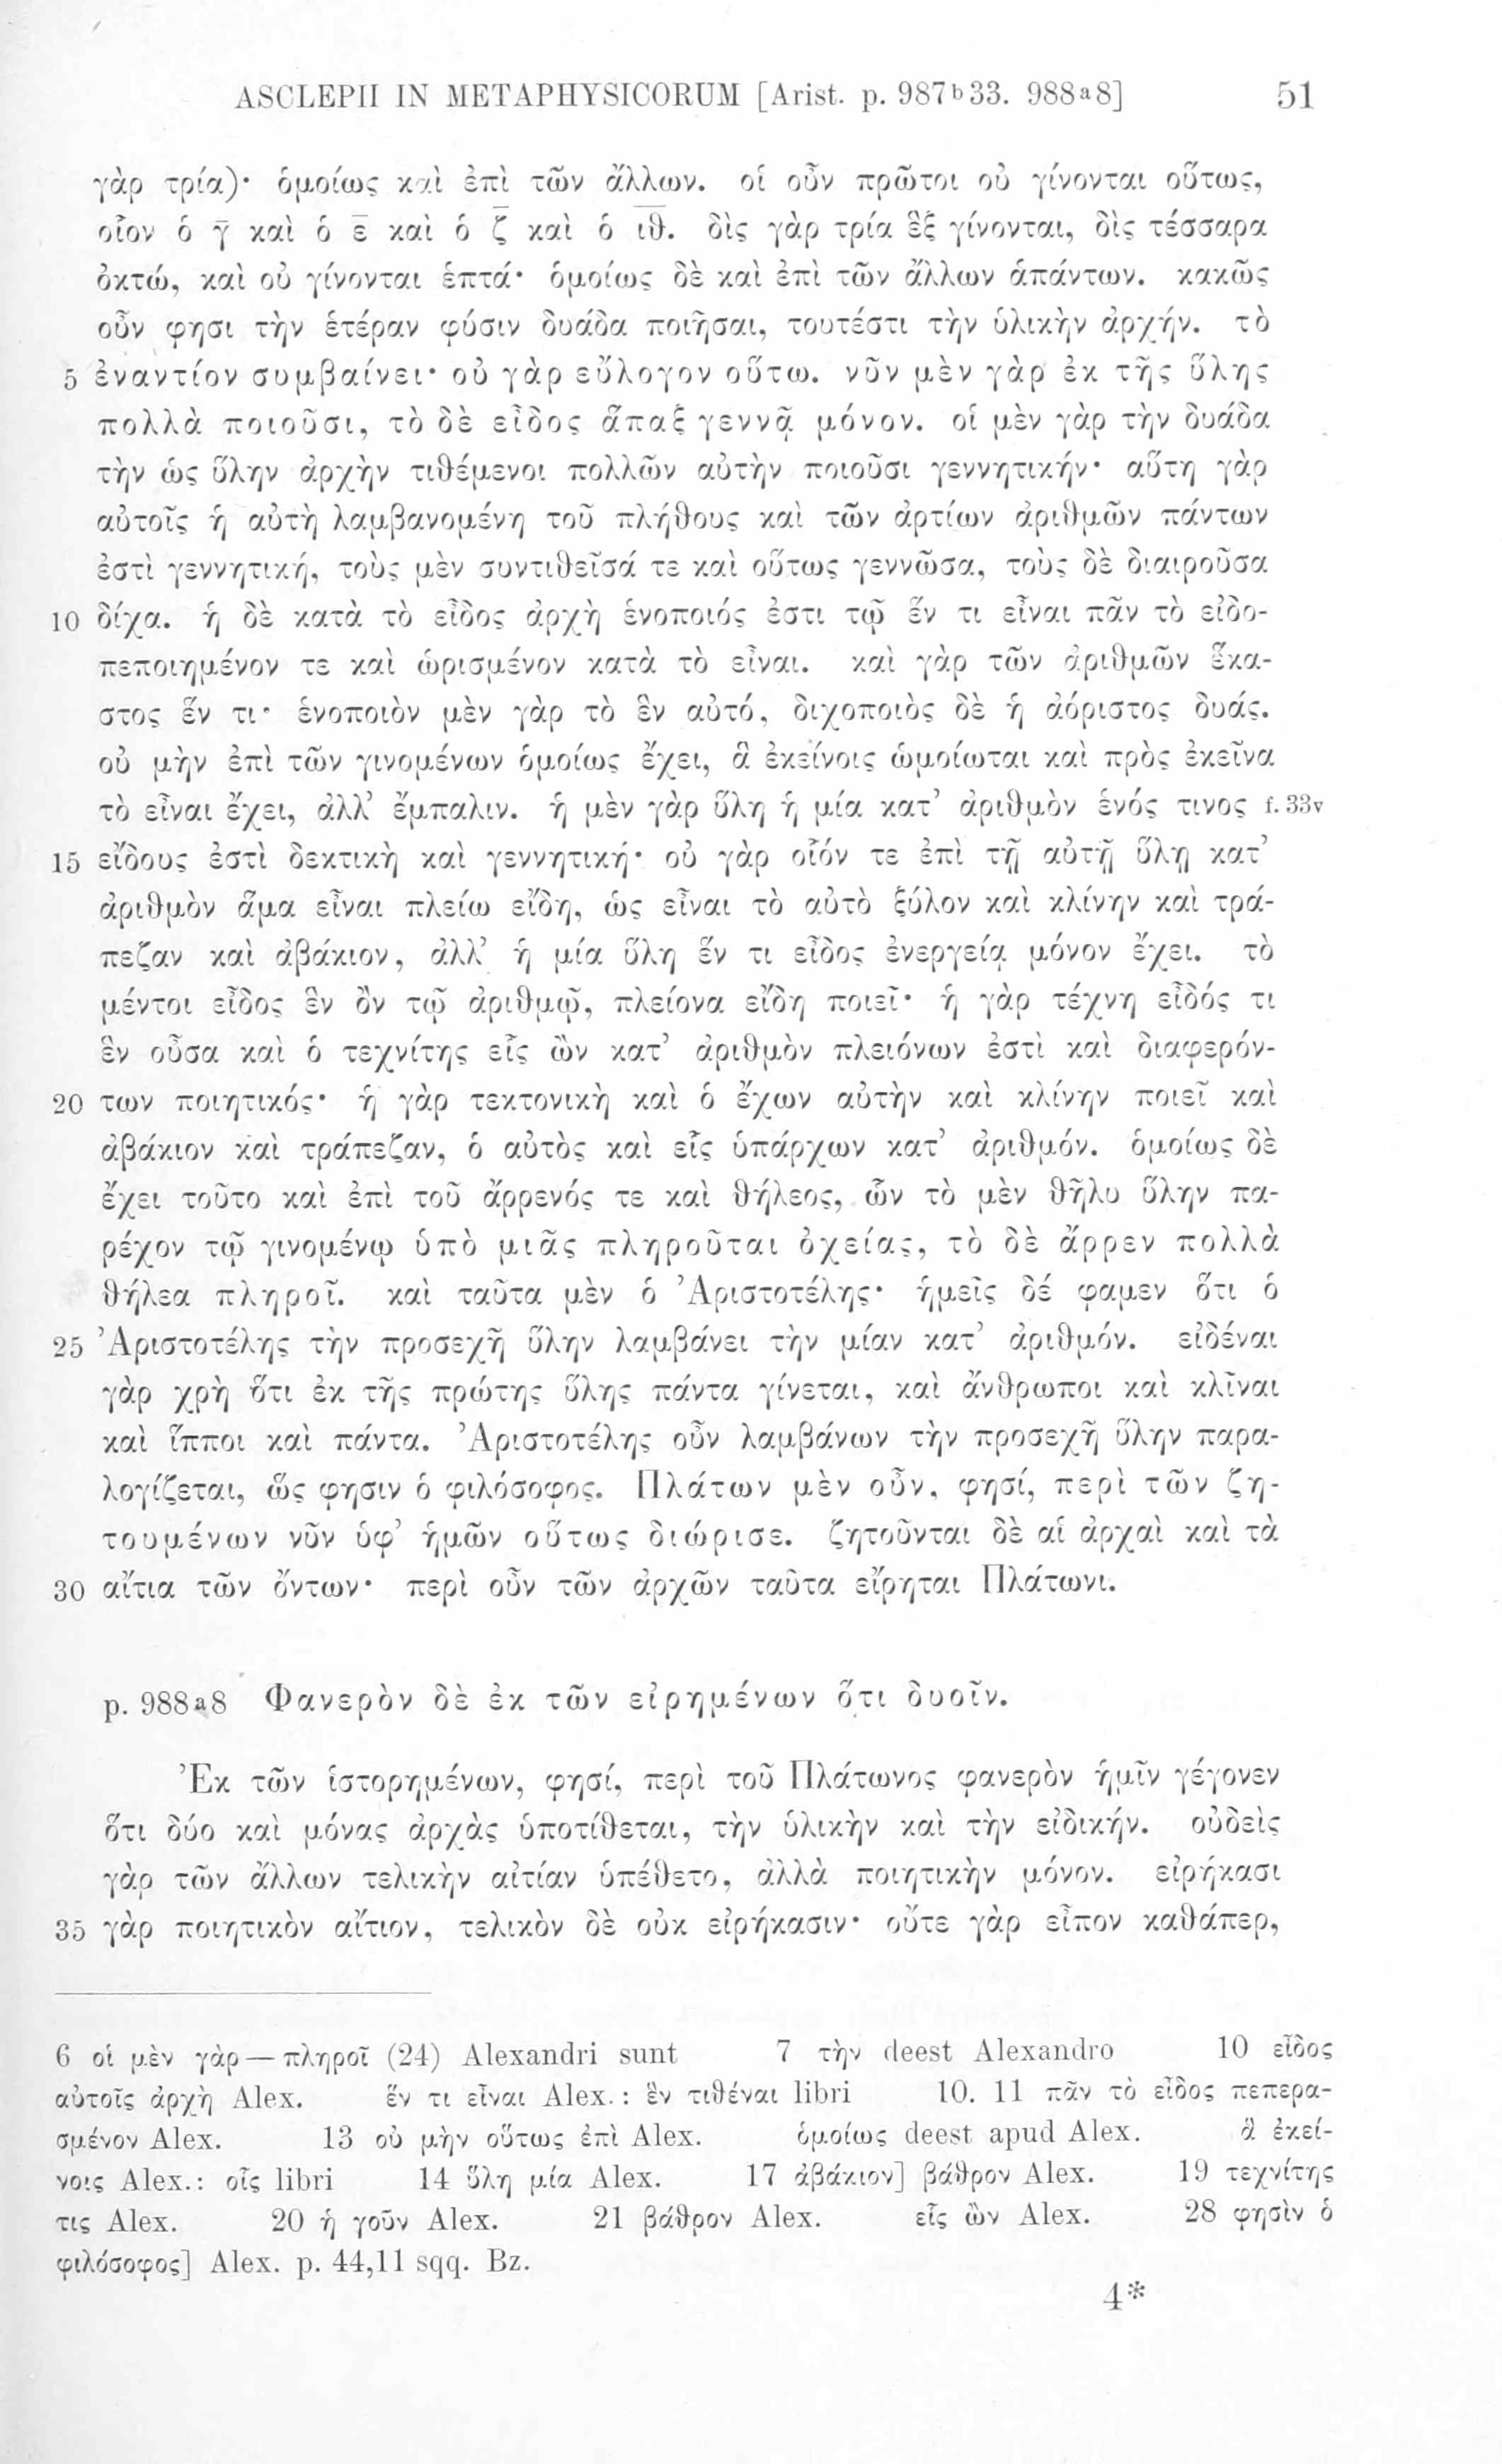 ASCLEPII IN METAPHYSICORUM [Arist. p. 987ᵇ33. 988ᵃ8] 51
γὰρ τρία)· ὁμοίως καὶ ἐπὶ τῶν ἄλλων. οἱ οὖν πρῶτοι οὐ γίνονται οὕτως,
οἷον ὁ γ̄ καὶ ὁ ε̄ καὶ ὁ ζ̄ καὶ ὁ ι̅θ̅. δὶς γὰρ τρία ἓξ γίνονται, δὶς τέσσαρα
ὀκτώ, καὶ οὐ γίνονται ἑπτά· ὁμοίως δὲ καὶ ἐπὶ τῶν ἄλλων ἁπάντων. κακῶς
οὖν φησι τὴν ἑτέραν φύσιν δυάδα ποιῆσαι, τουτέστι τὴν ὑλικὴν ἀρχήν. τὸ
5 ἐναντίον συμβαίνει· οὐ γὰρ εὔλογον οὕτω. νῦν μὲν γὰρ ἐκ τῆς ὕλης
πολλὰ ποιοῦσι, τὸ δὲ εἶδος ἅπαξ γεννᾷ μόνον. οἱ μὲν γὰρ τὴν δυάδα
τὴν ὡς ὕλην ἀρχὴν τιθέμενοι πολλῶν αὐτὴν ποιοῦσι γεννητικήν· αὕτη γὰρ
αὐτοῖς ἡ αὐτὴ λαμβανομένη τοῦ πλήθους καὶ τῶν ἀρτίων ἀριθμῶν πάντων
ἐστὶ γεννητική, τοὺς μὲν συντιθεῖσά τε καὶ οὕτως γεννῶσα, τοὺς δὲ διαιροῦσα
10 δίχα. ἡ δὲ κατὰ τὸ εἶδος ἀρχὴ ἑνοποιός ἐστι τῷ ἕν τι εἶναι πᾶν τὸ εἰδο-
πεποιημένον τε καὶ ὡρισμένον κατὰ τὸ εἶναι. καὶ γὰρ τῶν ἀριθμῶν ἕκα-
στος ἕν τι· ἑνοποιὸν μὲν γὰρ τὸ ἓν αὐτό, διχοποιὸς δὲ ἡ ἀόριστος δυάς.
οὐ μὴν ἐπὶ τῶν γινομένων ὁμοίως ἔχει, ἃ ἐκείνοις ὡμοίωται καὶ πρὸς ἐκεῖνα
τὸ εἶναι ἔχει, ἀλλ’ ἔμπαλιν. ἡ μὲν γὰρ ὕλη ἡ μία κατ’ ἀριθμὸν ἑνός τινος f. 33v
15 εἴδους ἐστὶ δεκτικὴ καὶ γεννητική· οὐ γὰρ οἷόν τε ἐπὶ τῇ αὐτῇ ὕλῃ κατ’
ἀριθμὸν ἅμα εἶναι πλείω εἴδη, ὡς εἶναι τὸ αὐτὸ ξύλον καὶ κλίνην καὶ τρά-
πεζαν καὶ ἀβάκιον, ἀλλ’ ἡ μία ὕλη ἕν τι εἶδος ἐνεργείᾳ μόνον ἔχει. τὸ
μέντοι εἶδος ἓν ὂν τῷ ἀριθμῷ, πλείονα εἴδη ποιεῖ· ἡ γὰρ τέχνη εἶδός τι
ἓν οὖσα καὶ ὁ τεχνίτης εἷς ὢν κατ’ ἀριθμὸν πλειόνων ἐστὶ καὶ διαφερόν-
20 των ποιητικός· ἡ γὰρ τεκτονικὴ καὶ ὁ ἔχων αὐτὴν καὶ κλίνην ποιεῖ καὶ
ἀβάκιον καὶ τράπεζαν, ὁ αὐτὸς καὶ εἷς ὑπάρχων κατ’ ἀριθμόν. ὁμοίως δὲ
ἔχει τοῦτο καὶ ἐπὶ τοῦ ἄρρενός τε καὶ θήλεος, ὧν τὸ μὲν θῆλυ ὕλην πα-
ρέχον τῷ γινομένῳ ὑπὸ μιᾶς πληροῦται ὀχείας, τὸ δὲ ἄρρεν πολλὰ
θήλεα πληροῖ. καὶ ταῦτα μὲν ὁ Ἀριστοτέλης· ἡμεῖς δέ φαμεν ὅτι ὁ
25 Ἀριστοτέλης τὴν προσεχῆ ὕλην λαμβάνει τὴν μίαν κατ’ ἀριθμόν. εἰδέναι
γὰρ χρὴ ὅτι ἐκ τῆς πρώτης ὕλης πάντα γίνεται, καὶ ἄνθρωποι καὶ κλῖναι
καὶ ἵπποι καὶ πάντα. Ἀριστοτέλης οὖν λαμβάνων τὴν προσεχῆ ὕλην παρα-
λογίζεται, ὥς φησιν ὁ φιλόσοφος. Πλάτων μὲν οὖν, φησί, περὶ τῶν ζη-
τουμένων νῦν ὑφ’ ἡμῶν οὕτως διώρισε. ζητοῦνται δὲ αἱ ἀρχαὶ καὶ τὰ
30 αἴτια τῶν ὄντων· περὶ οὖν τῶν ἀρχῶν ταῦτα εἴρηται Πλάτωνι.
p. 988ᵃ8 Φανερὸν δὲ ἐκ τῶν εἰρημένων ὅτι δυοῖν.
Ἐκ τῶν ἱστορημένων, φησί, περὶ τοῦ Πλάτωνος φανερὸν ἡμῖν γέγονεν
ὅτι δύο καὶ μόνας ἀρχὰς ὑποτίθεται, τὴν ὑλικὴν καὶ τὴν εἰδικήν. οὐδεὶς
γὰρ τῶν ἄλλων τελικὴν αἰτίαν ὑπέθετο, ἀλλὰ ποιητικὴν μόνον. εἰρήκασι
35 γὰρ ποιητικὸν αἴτιον, τελικὸν δὲ οὐκ εἰρήκασιν· οὔτε γὰρ εἶπον καθάπερ,
6 οἱ μὲν γὰρ — πληροῖ (24) Alexandri sunt 7 τὴν deest Alexandro 10 εἶδος
αὐτοῖς ἀρχὴ Alex. ἕν τι εἶναι Alex.: ἓν τιθέναι libri 10. 11 πᾶν τὸ εἶδος πεπερα-
σμένον Alex. 13 οὐ μὴν οὕτως ἐπὶ Alex. ὁμοίως deest apud Alex. ἃ ἐκεί-
νοις Alex.: οἷς libri 14 ὕλη μία Alex. 17 ἀβάκιον] βάθρον Alex. 19 τεχνίτης
τις Alex. 20 ἡ γοῦν Alex. 21 βάθρον Alex. εἷς ὢν Alex. 28 φησὶν ὁ
φιλόσοφος] Alex. p. 44,11 sqq. Bz.
4*